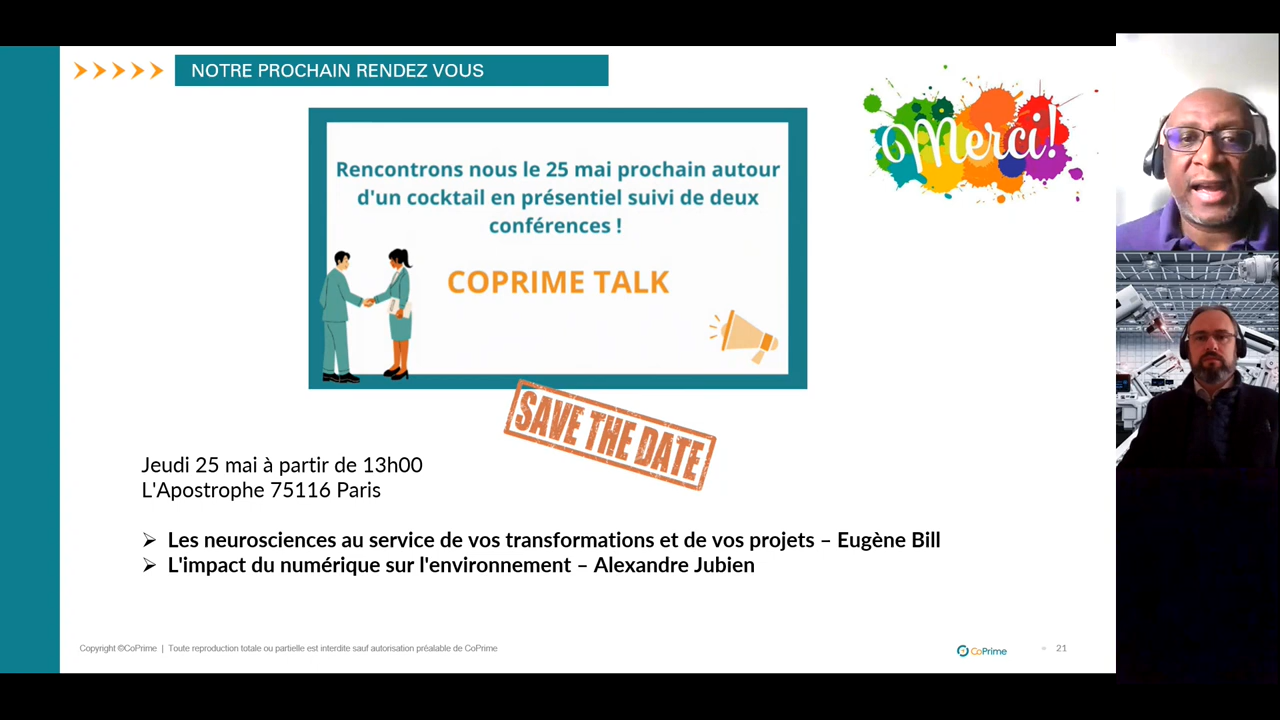 NOTRE PROCHAIN RENDEZ VOUS
Merci!
Rencontrons nous le 25 mai prochain autour
d'un cocktail en présentiel suivi de deux
conférences !
COPRIME TALK
SAVE THE DATE
Jeudi 25 mai à partir de 13h00
L'Apostrophe 75116 Paris
➢ Les neurosciences au service de vos transformations et de vos projets – Eugène Bill
➢ L'impact du numérique sur l'environnement – Alexandre Jubien
Copyright ©CoPrime | Toute reproduction totale ou partielle est interdite sauf autorisation préalable de CoPrime
CoPrime
21